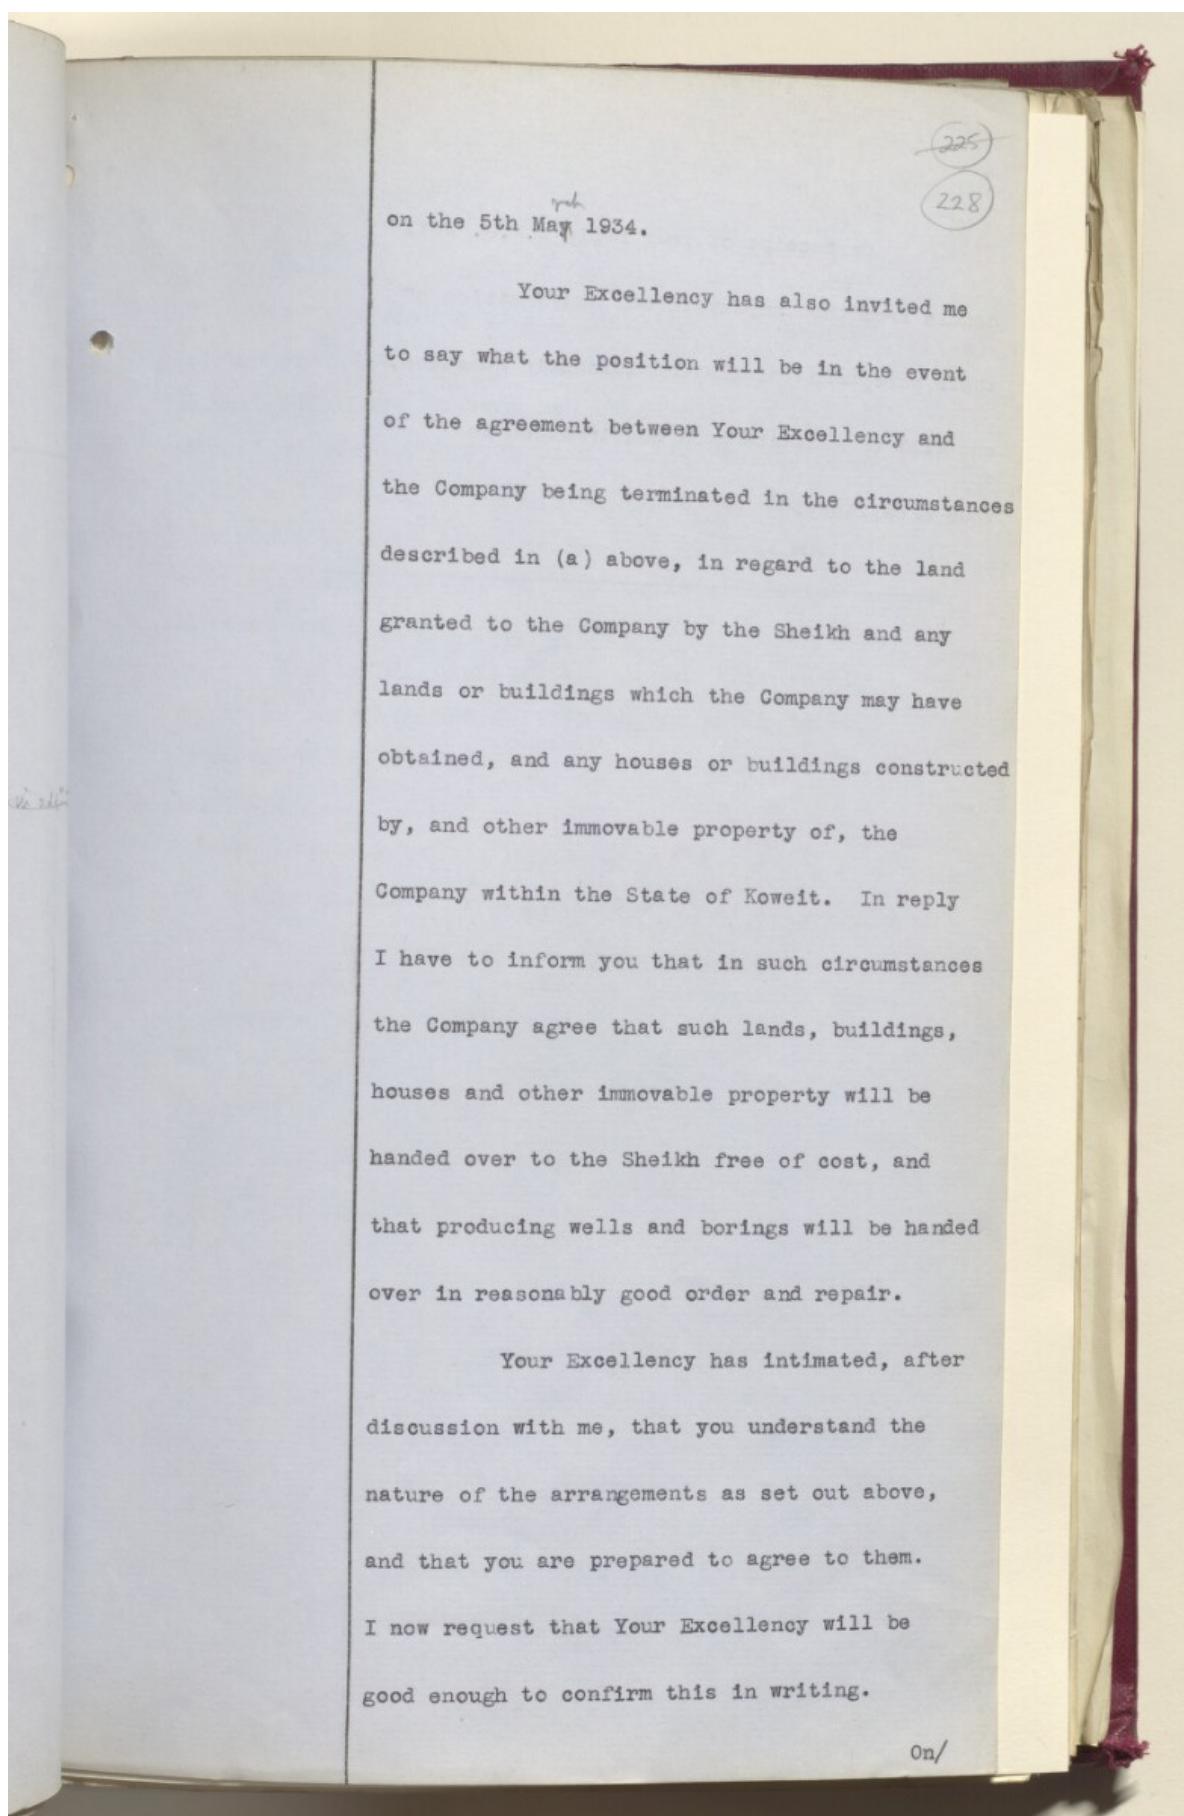 225
228
rch
on the 5th May 1934.
Your Excellency has also invited me
to say what the position will be in the event
of the agreement between Your Excellency and
the Company being terminated in the circumstances
described in (a) above, in regard to the land
granted to the Company by the Sheikh and any
lands or buildings which the Company may have
obtained, and any houses or buildings constructed
by, and other immovable property of, the
Company within the State of Koweit. In reply
I have to inform you that in such circumstances
the Company agree that such lands, buildings,
houses and other immovable property will be
handed over to the Sheikh free of cost, and
that producing wells and borings will be handed
over in reasonably good order and repair.
Your Excellency has intimated, after
discussion with me, that you understand the
nature of the arrangements as set out above,
and that you are prepared to agree to them.
I now request that Your Excellency will be
good enough to confirm this in writing.
On/